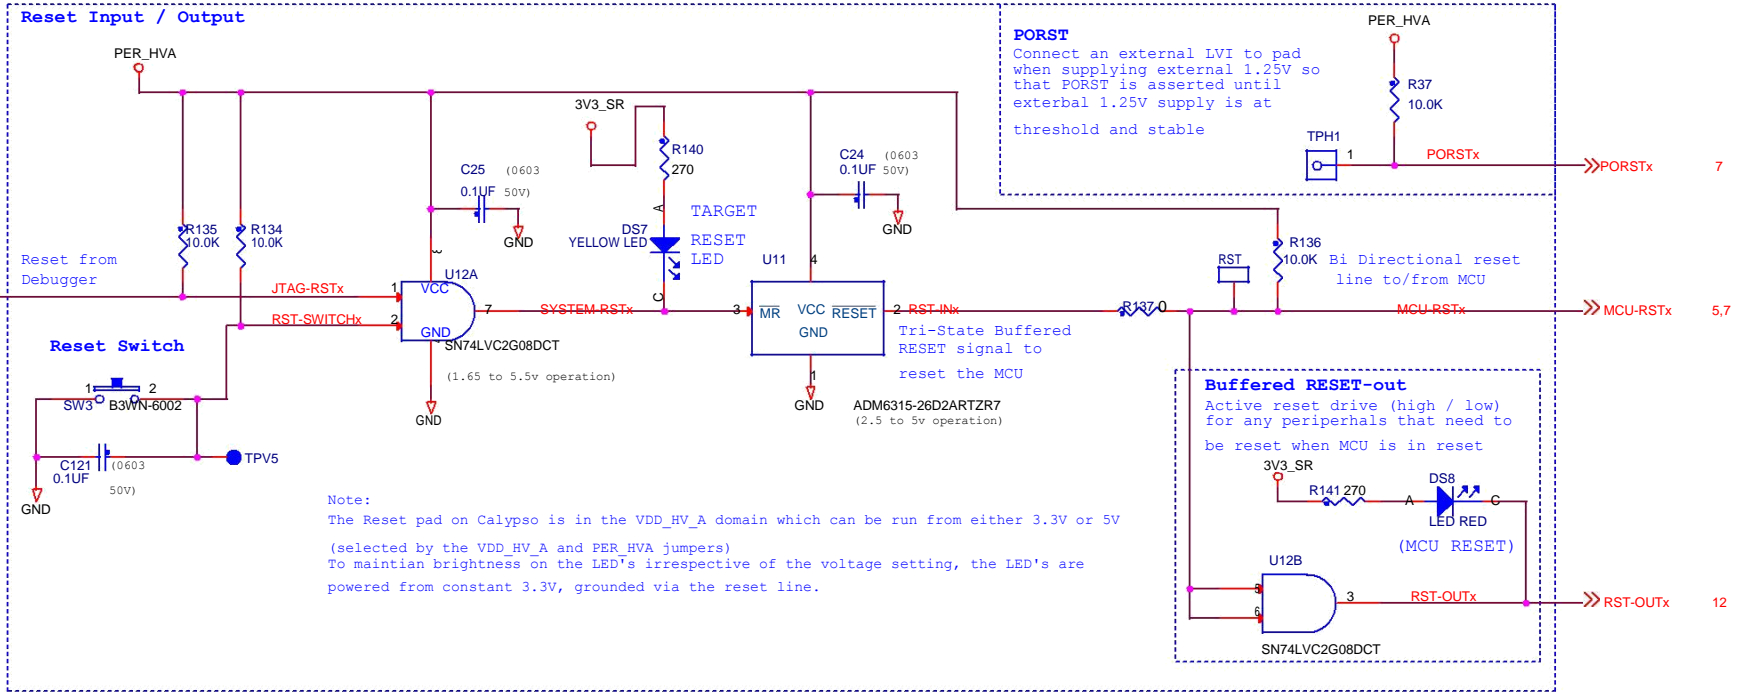 Reset Input / Output
PER_HVA
3V3_SR
R140
270
C25 (0603
0.1UF 50V)
GND
C24 (0603
0.1UF 50V)
GND
R135
10.0K
R134
10.0K
DS7
YELLOW LED
A
C
TARGET
RESET
LED
Reset from
Debugger
JTAG-RSTx
RST-SWITCHx
1
2
8
U12A
VCC
GND
7
SN74LVC2G08DCT
(1.65 to 5.5v operation)
GND
SYSTEM-RSTx
U11
4
3
MR
VCC
RESET
GND
2
1
GND
ADM6315-26D2ARTZR7
(2.5 to 5v operation)
RST-INx
Tri-State Buffered
RESET signal to
reset the MCU
R137
0
RST
R136
10.0K
Bi Directional reset
line to/from MCU
MCU-RSTx
MCU-RSTx
5,7
PORST
Connect an external LVI to pad
when supplying external 1.25V so
that PORST is asserted until
exterbal 1.25V supply is at
threshold and stable
PER_HVA
R37
10.0K
TPH1
1
PORSTx
PORSTx
7
Reset Switch
1
2
SW3
B3WN-6002
C121 (0603
0.1UF
50V)
TPV5
GND
Note:
The Reset pad on Calypso is in the VDD_HV_A domain which can be run from either 3.3V or 5V
(selected by the VDD_HV_A and PER_HVA jumpers)
To maintian brightness on the LED's irrespective of the voltage setting, the LED's are
powered from constant 3.3V, grounded via the reset line.
Buffered RESET-out
Active reset drive (high / low)
for any periperhals that need to
be reset when MCU is in reset
3V3_SR
R141 270
A
DS8
C
LED RED
(MCU RESET)
U12B
5
6
3
SN74LVC2G08DCT
RST-OUTx
RST-OUTx
12